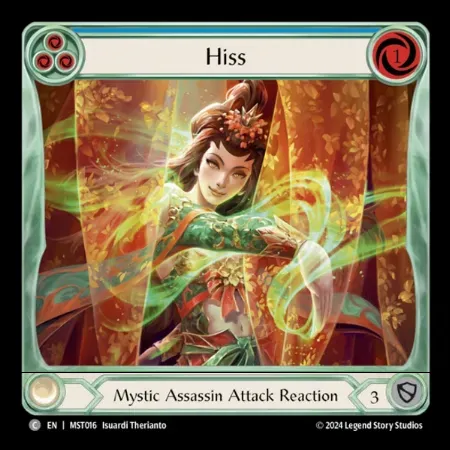 Hiss
1
Mystic Assassin Attack Reaction
3
C EN | MST016 Isuardi Therianto
© 2024 Legend Story Studios